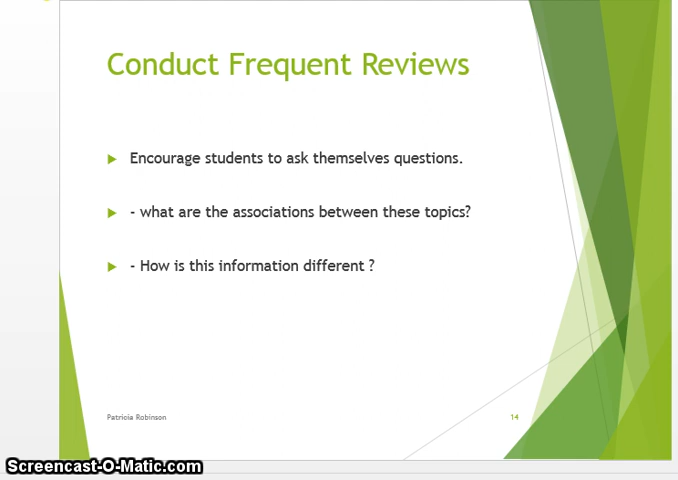 Conduct Frequent Reviews
Encourage students to ask themselves questions.
- what are the associations between these topics?
- How is this information different ?
Patricia Robinson
14
Screencast-O-Matic.com